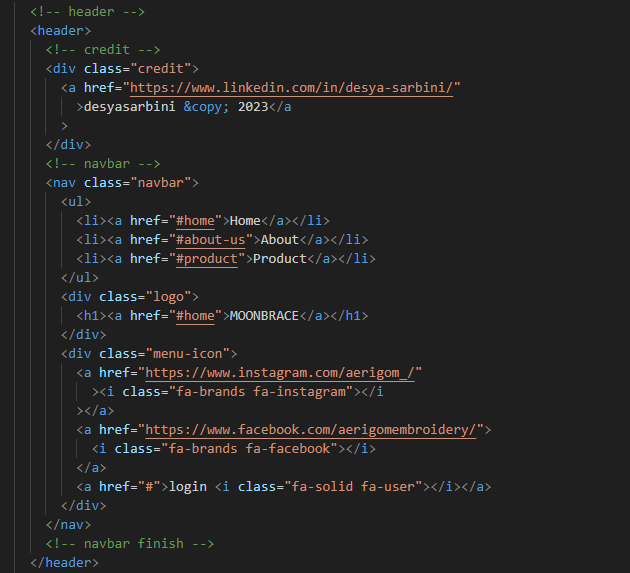 <!-- header -->
<header>
<!-- credit -->
<div class="credit">
<a href="https://www.linkedin.com/in/desya-sarbini/"
>desyasarbini &copy; 2023</a
>
</div>
<!-- navbar -->
<nav class="navbar">
<ul>
<li><a href="#home">Home</a></li>
<li><a href="#about-us">About</a></li>
<li><a href="#product">Product</a></li>
</ul>
<div class="logo">
<h1><a href="#home">MOONBRACE</a></h1>
</div>
<div class="menu-icon">
<a href="https://www.instagram.com/aerigom_/"
><i class="fa-brands fa-instagram"></i
></a>
<a href="https://www.facebook.com/aerigomembroidery/">
<i class="fa-brands fa-facebook"></i>
</a>
<a href="#">login <i class="fa-solid fa-user"></i></a>
</div>
</nav>
<!-- navbar finish -->
</header>